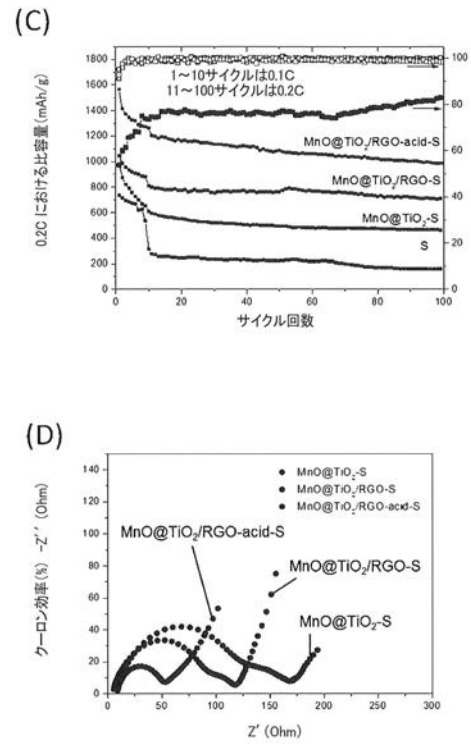 (C)
1800
1600
1400
1200
1000
800
600
400
200
0
0.2C における比容量(mAh/g)
1～10サイクルは0.1C
11～100サイクルは0.2C
MnO@TiO₂/RGO-acid-S
MnO@TiO₂/RGO-S
MnO@TiO₂-S
S
100
80
60
40
20
0
0 20 40 60 80 100
サイクル回数
(D)
140
120
100
80
60
40
20
0
クーロン効率(%) -Z'' (Ohm)
MnO@TiO₂-S
MnO@TiO₂/RGO-S
MnO@TiO₂/RGO-acid-S
MnO@TiO₂/RGO-acid-S
MnO@TiO₂/RGO-S
MnO@TiO₂-S
0 50 100 150 200 250 300
Z' (Ohm)